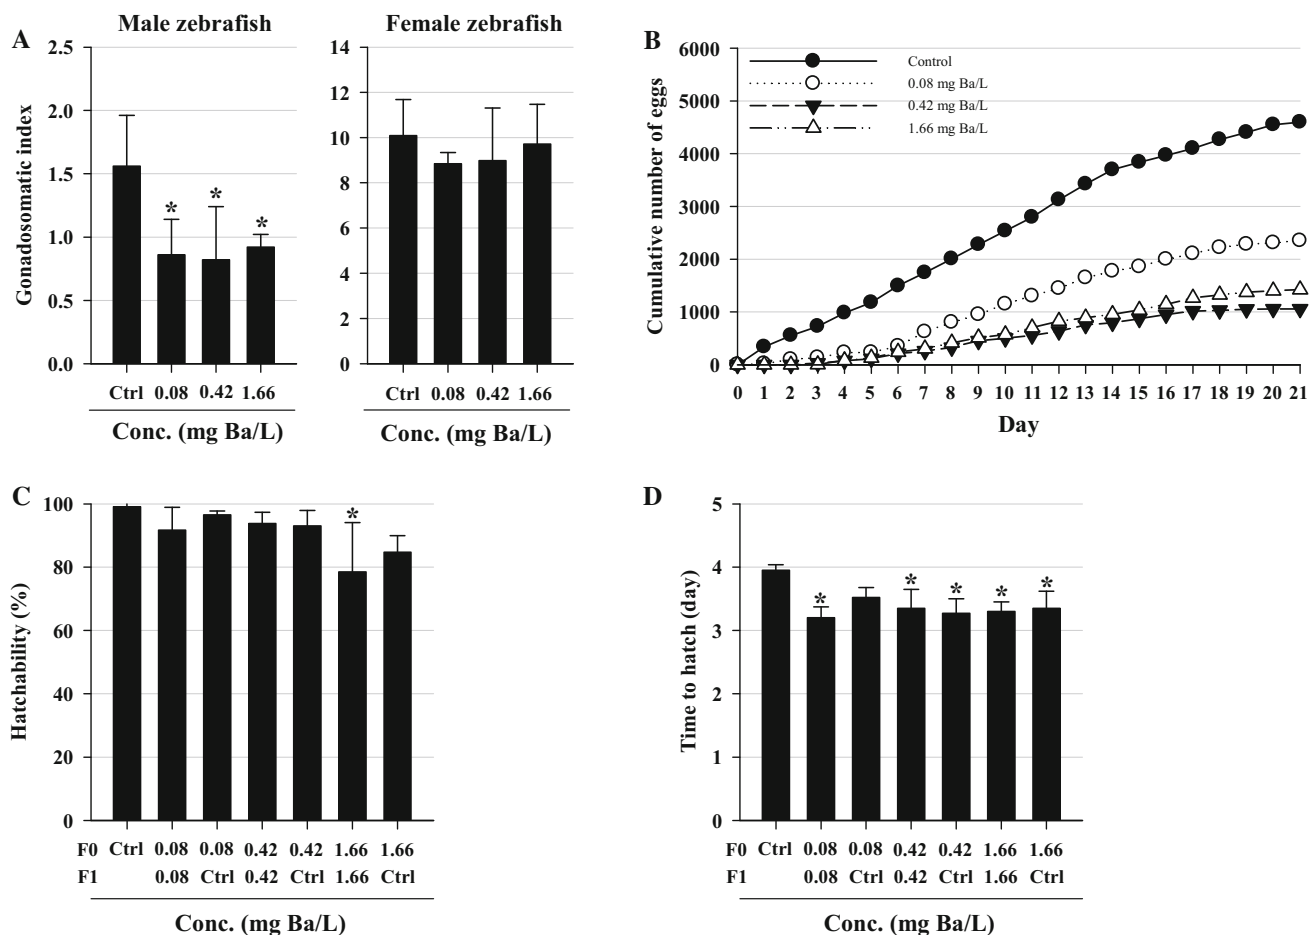 A
Male zebrafish
Female zebrafish
Gonadosomatic index
2.5
2.0
1.5
1.0
0.5
0.0
* * *
Ctrl 0.08 0.42 1.66
Conc. (mg Ba/L)
14
12
10
8
6
4
2
0
Ctrl 0.08 0.42 1.66
Conc. (mg Ba/L)
B
Cumulative number of eggs
6000
5000
4000
3000
2000
1000
0
Control
0.08 mg Ba/L
0.42 mg Ba/L
1.66 mg Ba/L
0 1 2 3 4 5 6 7 8 9 10 11 12 13 14 15 16 17 18 19 20 21
Day
C
Hatchability (%)
100
80
60
40
20
0
*
F0 Ctrl 0.08 0.08 0.42 0.42 1.66 1.66
F1 0.08 Ctrl 0.42 Ctrl 1.66 Ctrl
Conc. (mg Ba/L)
D
Time to hatch (day)
5
4
3
2
1
0
* * * * *
F0 Ctrl 0.08 0.08 0.42 0.42 1.66 1.66
F1 0.08 Ctrl 0.42 Ctrl 1.66 Ctrl
Conc. (mg Ba/L)